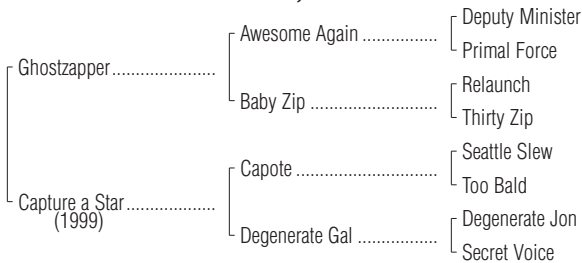 Deputy Minister
Awesome Again ................
Primal Force
Ghostzapper......................
Relaunch
Baby Zip ...........................
Thirty Zip
Seattle Slew
Capote ..............................
Too Bald
Capture a Star...................
(1999)
Degenerate Jon
Degenerate Gal .................
Secret Voice